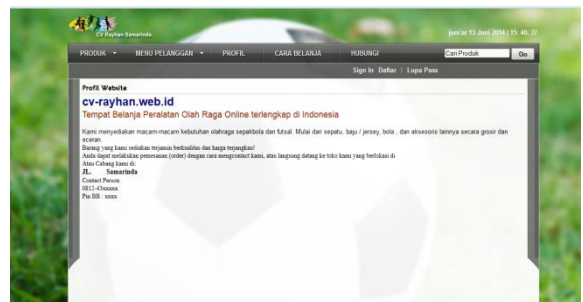 CV Rayhan Samarinda
jum'at 13 Juni 2014 | 15: 40: 27
PRODUK MENU PELANGGAN PROFIL CARA BELANJA HUBUNGI Cari Produk Go
Sign In Daftar | Lupa Pass
Profil Website
cv-rayhan.web.id
Tempat Belanja Peralatan Olah Raga Online terlengkap di Indonesia
Kami menyediakan macam-macam kebutuhan olahraga sepakbola dan futsal. Mulai dari sepatu, baju / jersey, bola , dan aksesoris lainnya secara grosir dan
eceran.
Barang yang kami sediakan terjamin berkualitas dan harga terjangkau!
Anda dapat melakukan pemesanan (order) dengan cara mengcontact kami, atau langsung datang ke toko kami yang berlokasi di
Atau Cabang kami di:
JL. Samarinda
Contact Person
0812-43xxxxx
Pin BB : xxxx